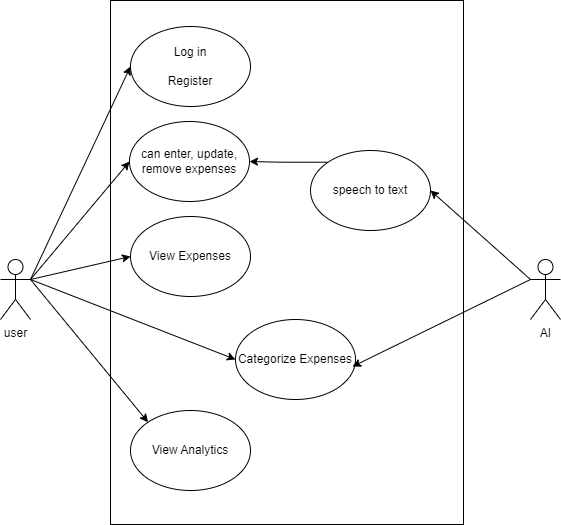 Log in
Register
can enter, update,
remove expenses
speech to text
View Expenses
user
AI
Categorize Expenses
View Analytics